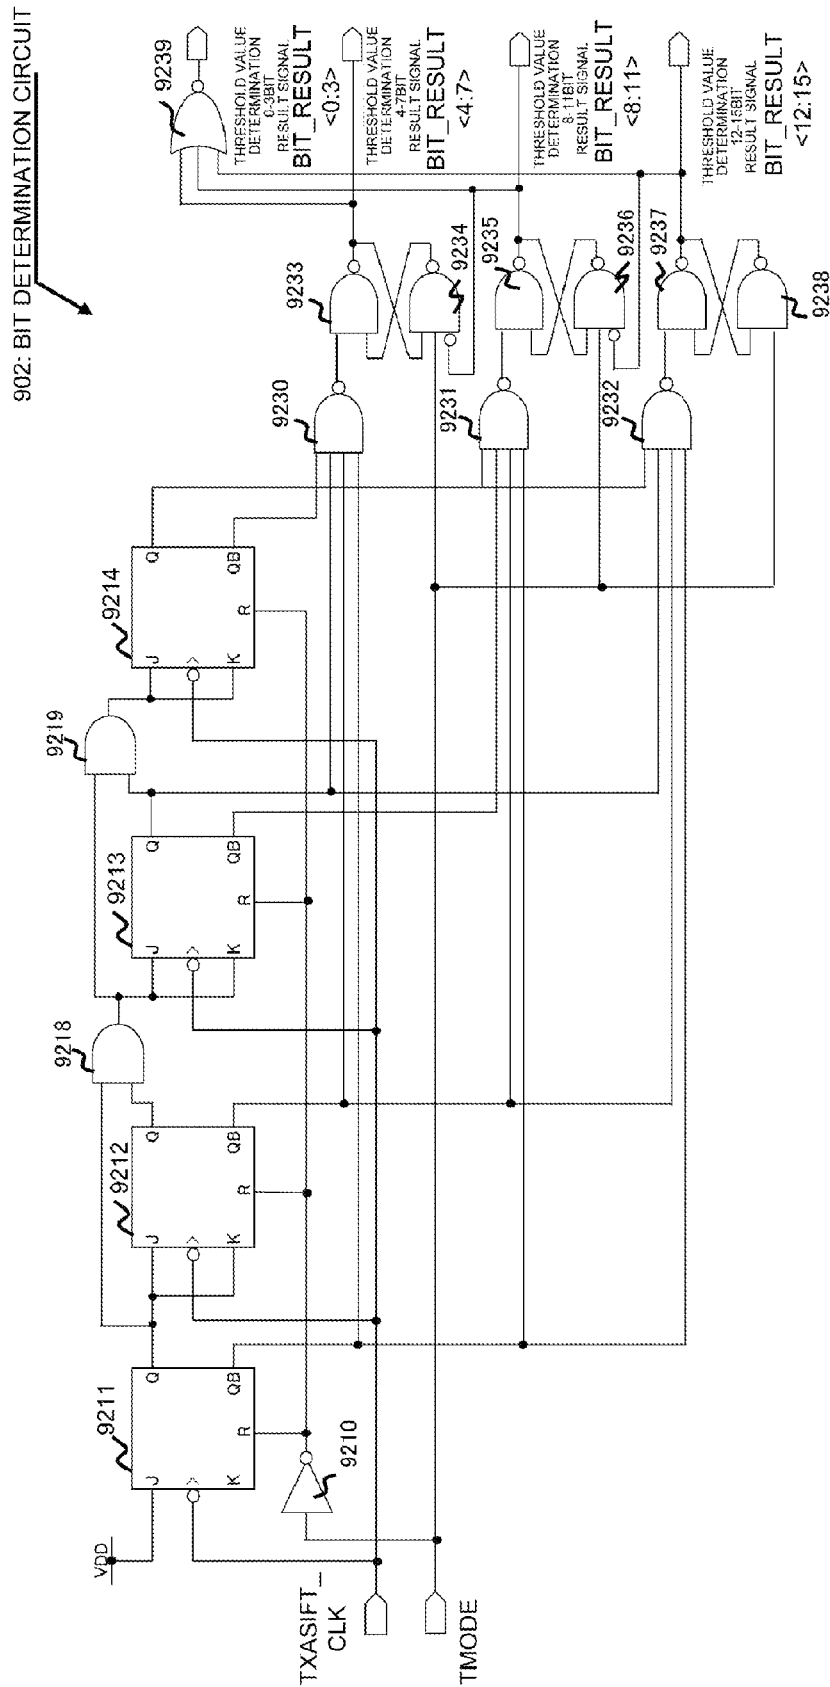 902: BIT DETERMINATION CIRCUIT
VDD
TXASIFT_
CLK
TMODE
9210
9211
J
K
Q
QB
R
9212
J
K
Q
QB
R
9218
9213
J
K
Q
QB
R
9219
9214
J
K
Q
QB
R
9230
9231
9232
9233
9234
9235
9236
9237
9238
9239
THRESHOLD VALUE
DETERMINATION
0-3BIT
RESULT SIGNAL
BIT_RESULT
<0:3>
THRESHOLD VALUE
DETERMINATION
4-7BIT
RESULT SIGNAL
BIT_RESULT
<4:7>
THRESHOLD VALUE
DETERMINATION
8-11BIT
RESULT SIGNAL
BIT_RESULT
<8:11>
THRESHOLD VALUE
DETERMINATION
12-15BIT
RESULT SIGNAL
BIT_RESULT
<12:15>